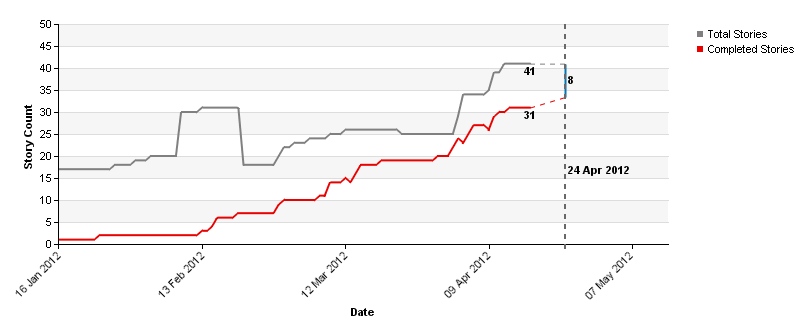 50
45
40
35
30
25
20
15
10
5
0
Story Count
16 Jan 2012
13 Feb 2012
12 Mar 2012
09 Apr 2012
07 May 2012
Date
41
31
8
24 Apr 2012
Total Stories
Completed Stories